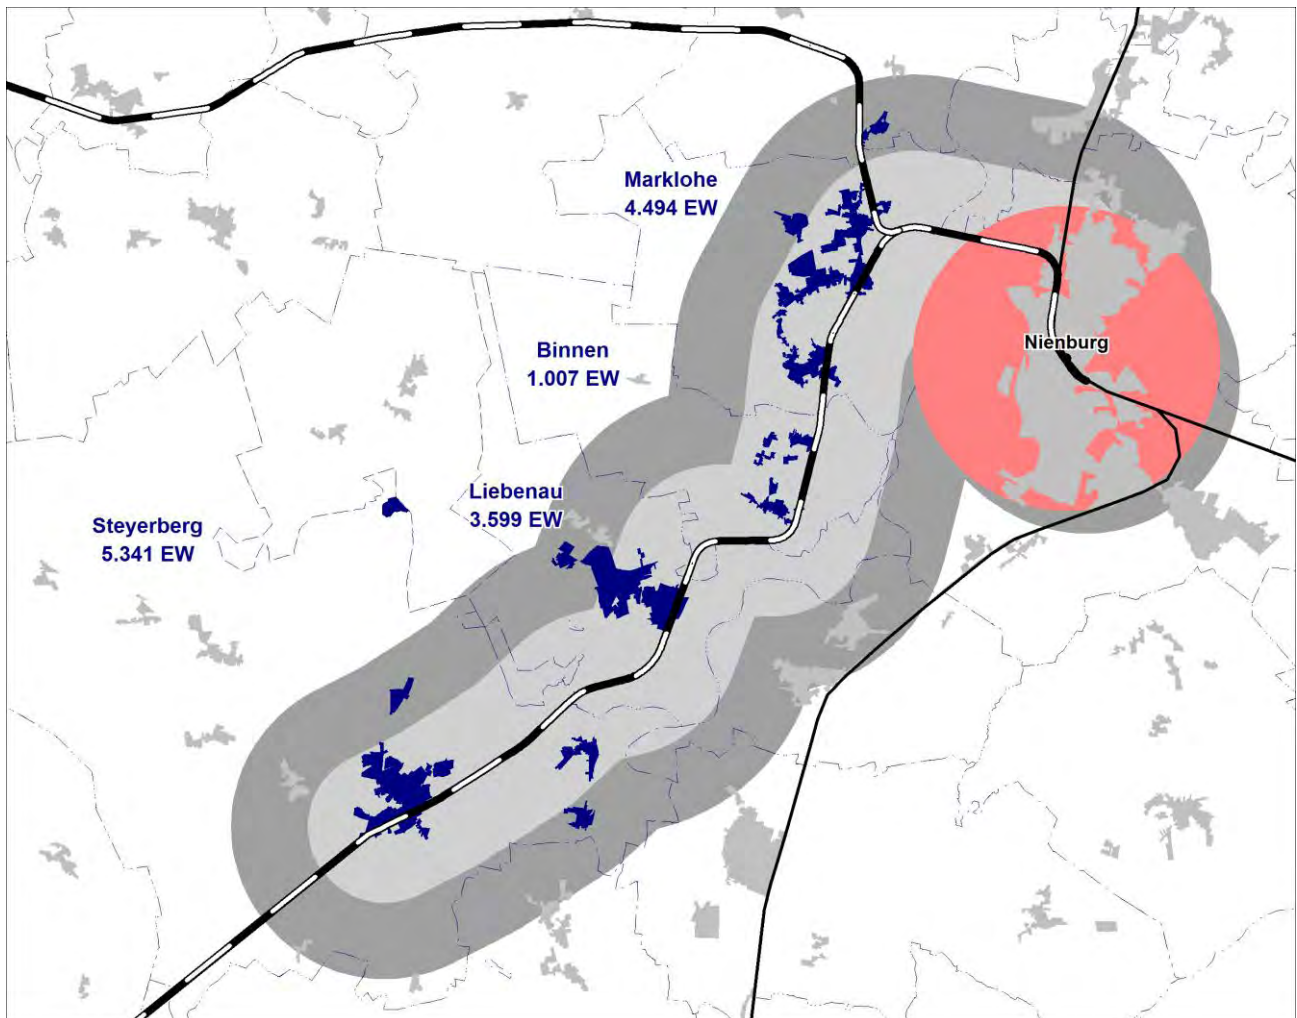 Marklohe
4.494 EW
Nienburg
Binnen
1.007 EW
Liebenau
3.599 EW
Steyerberg
5.341 EW